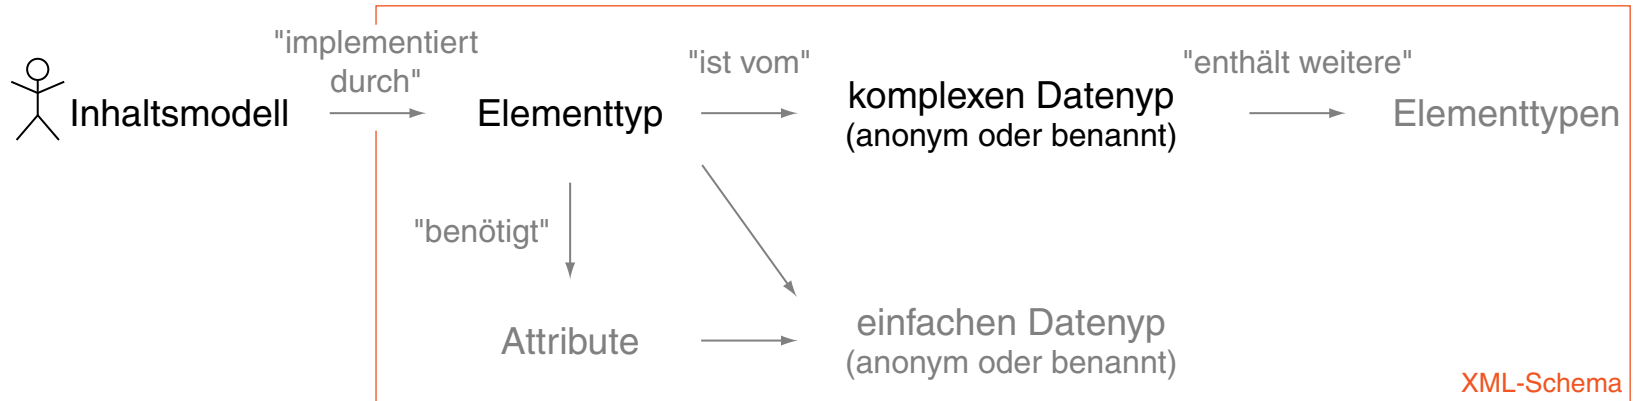 "implementiert
durch"
"ist vom"
"enthält weitere"
Inhaltsmodell
Elementtyp
komplexen Datenyp
(anonym oder benannt)
Elementtypen
"benötigt"
Attribute
einfachen Datenyp
(anonym oder benannt)
XML-Schema